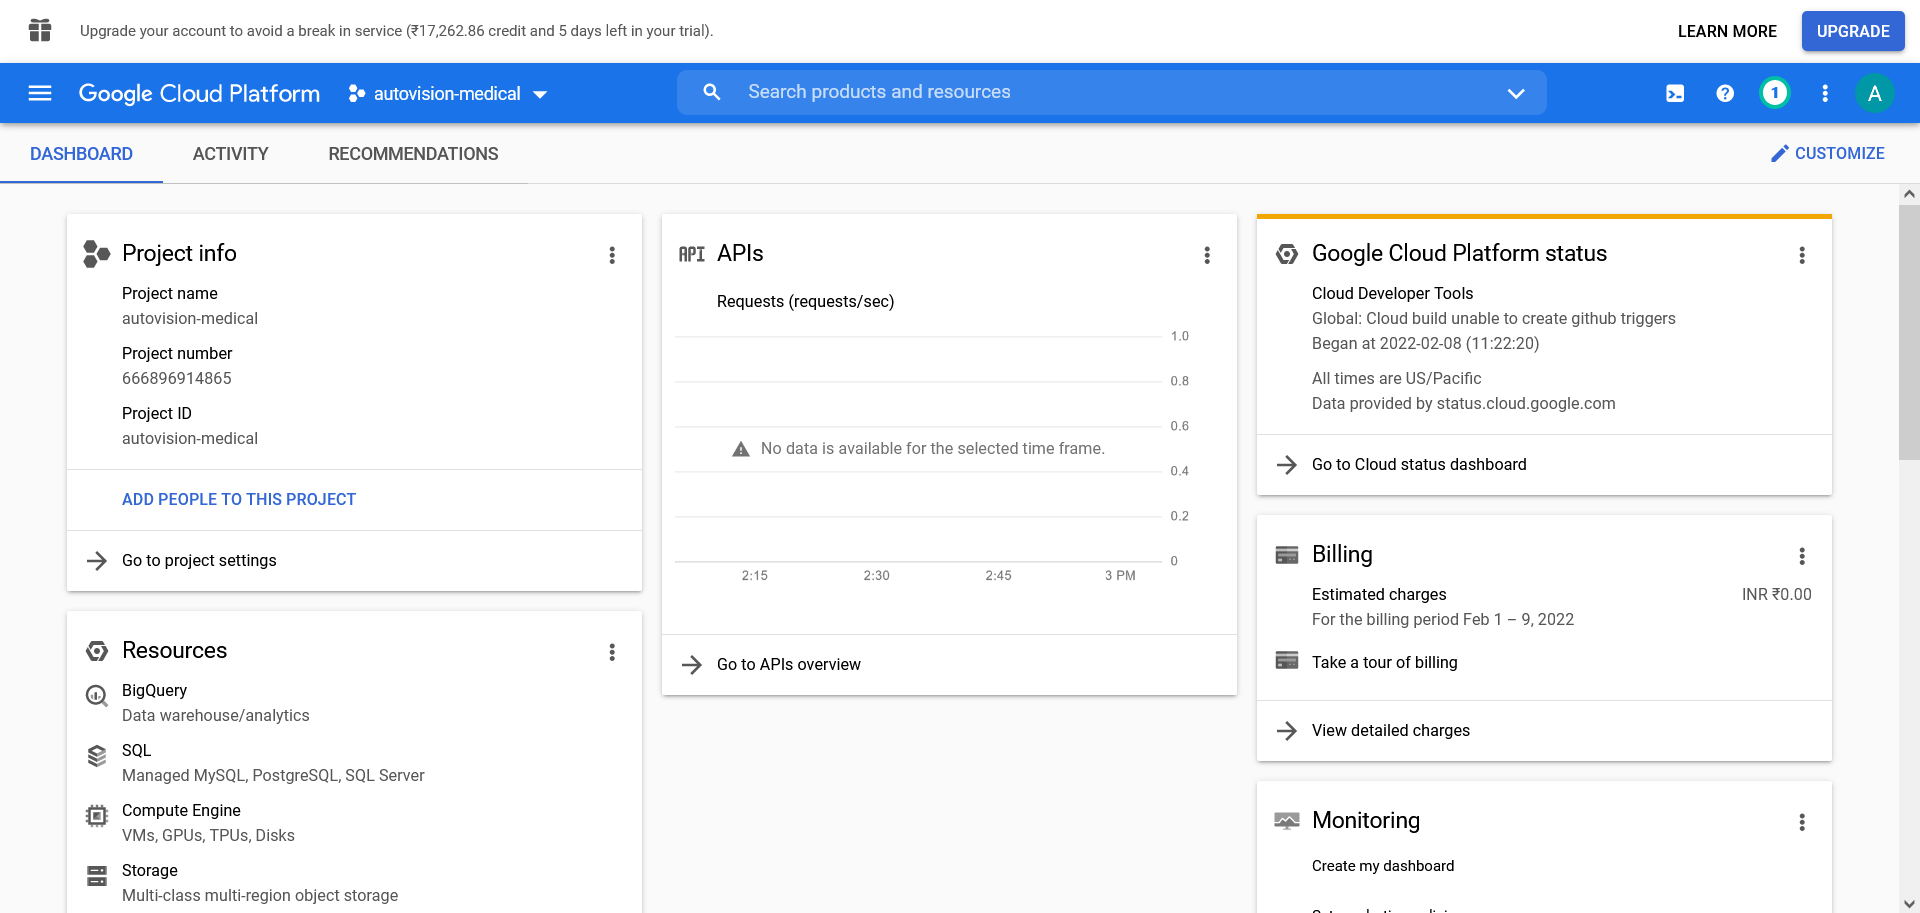 Upgrade your account to avoid a break in service (₹17,262.86 credit and 5 days left in your trial).
LEARN MORE
UPGRADE
Google Cloud Platform
autovision-medical
Search products and resources
1
A
DASHBOARD
ACTIVITY
RECOMMENDATIONS
CUSTOMIZE
Project info
Project name
autovision-medical
Project number
666896914865
Project ID
autovision-medical
ADD PEOPLE TO THIS PROJECT
Go to project settings
Resources
BigQuery
Data warehouse/analytics
SQL
Managed MySQL, PostgreSQL, SQL Server
Compute Engine
VMs, GPUs, TPUs, Disks
Storage
Multi-class multi-region object storage
API
APIs
Requests (requests/sec)
1.0
0.8
0.6
No data is available for the selected time frame.
0.4
0.2
0
2:15
2:30
2:45
3 PM
Go to APIs overview
Google Cloud Platform status
Cloud Developer Tools
Global: Cloud build unable to create github triggers
Began at 2022-02-08 (11:22:20)
All times are US/Pacific
Data provided by status.cloud.google.com
Go to Cloud status dashboard
Billing
Estimated charges
INR ₹0.00
For the billing period Feb 1 – 9, 2022
Take a tour of billing
View detailed charges
Monitoring
Create my dashboard